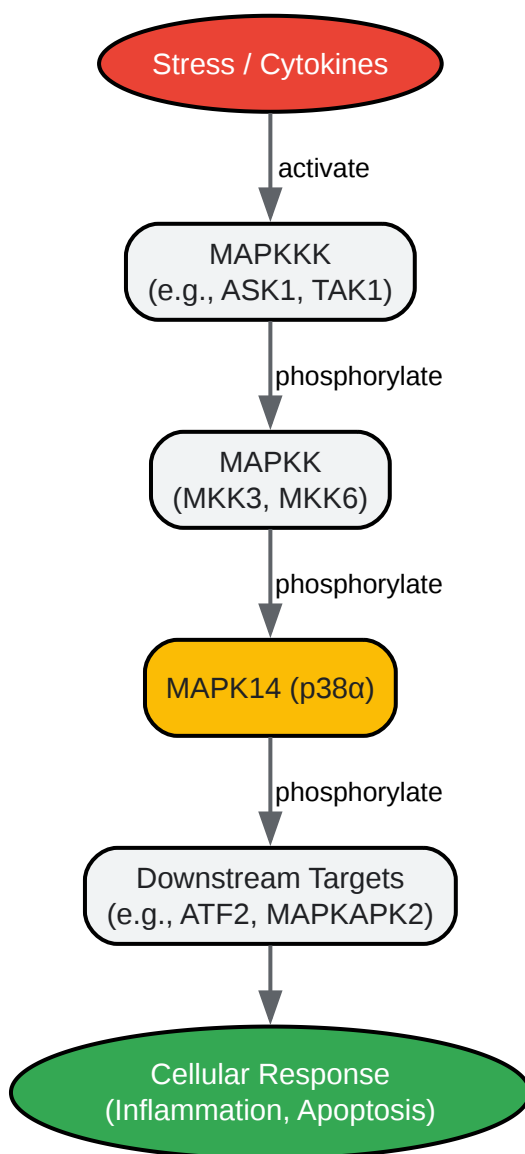 Stress / Cytokines
activate
MAPKKK
(e.g., ASK1, TAK1)
phosphorylate
MAPKK
(MKK3, MKK6)
phosphorylate
MAPK14 (p38α)
phosphorylate
Downstream Targets
(e.g., ATF2, MAPKAPK2)
Cellular Response
(Inflammation, Apoptosis)